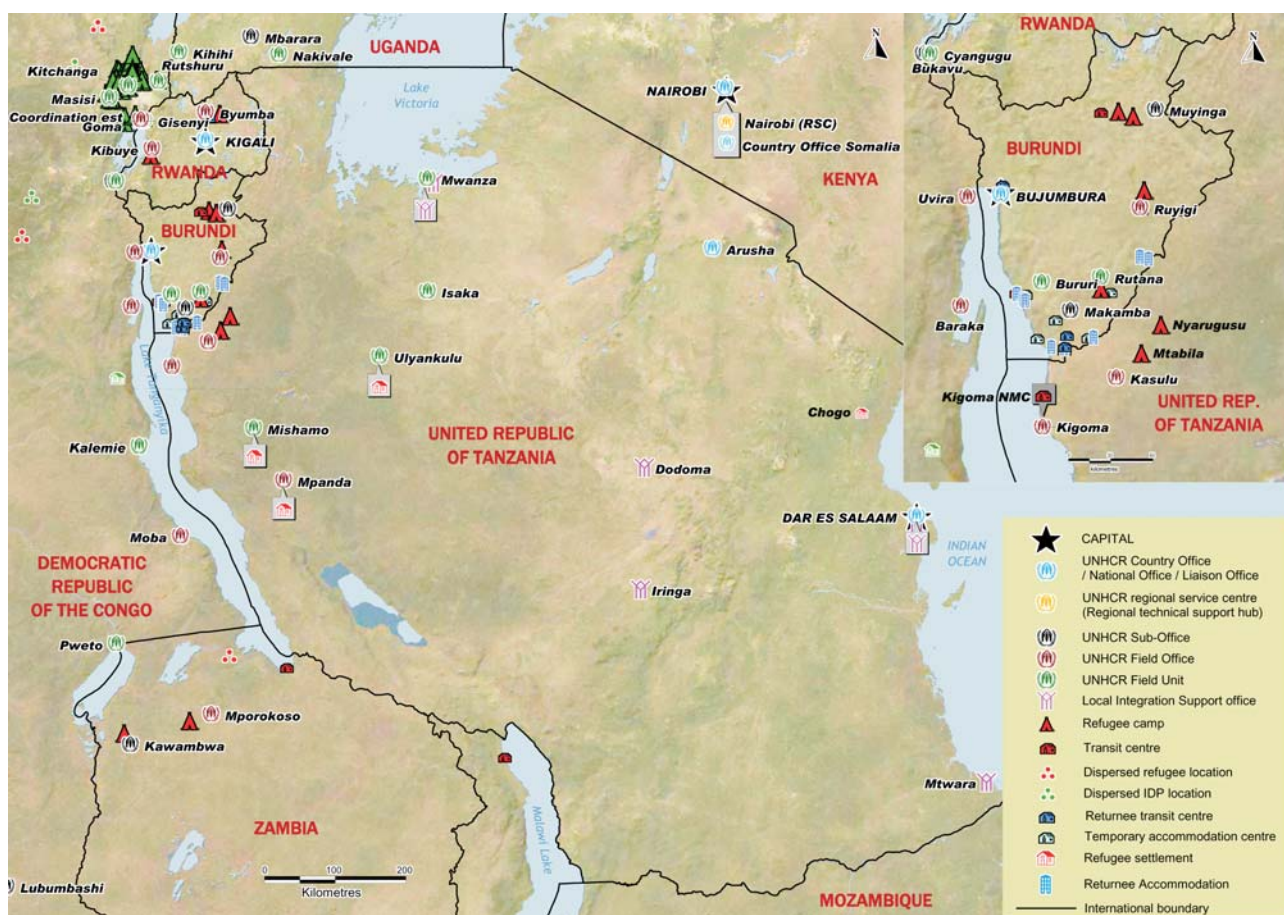 Mbarara
UGANDA
Kihihi
Nakivale
Kitchanga
Rutshuru
Lake
Victoria
Masisi
Coordination est
Goma
Gisenyi
Byumba
KIGALI
Kibuye
RWANDA
NAIROBI
Nairobi (RSC)
Country Office Somalia
KENYA
Mwanza
BURUNDI
Arusha
Isaka
Ulyankulu
Lake Tanganyika
Mishamo
Kalemie
UNITED REPUBLIC
OF TANZANIA
Chogo
Mpanda
Dodoma
Moba
DAR ES SALAAM
INDIAN
OCEAN
DEMOCRATIC
REPUBLIC
OF THE CONGO
Iringa
Pweto
Mporokoso
Kawambwa
Mtwara
ZAMBIA
Malawi Lake
0 100 200
Kilometres
Lubumbashi
MOZAMBIQUE
RWANDA
Cyangugu
Bukavu
Muyinga
BURUNDI
Uvira
BUJUMBURA
Ruyigi
Bururi
Rutana
Baraka
Makamba
Nyarugusu
Mtabila
Kasulu
Kigoma NMC
UNITED REP.
OF TANZANIA
Kigoma
Kilometres
CAPITAL
UNHCR Country Office
/ National Office / Liaison Office
UNHCR regional service centre
(Regional technical support hub)
UNHCR Sub-Office
UNHCR Field Office
UNHCR Field Unit
Local Integration Support office
Refugee camp
Transit centre
Dispersed refugee location
Dispersed IDP location
Returnee transit centre
Temporary accommodation centre
Refugee settlement
Returnee Accommodation
International boundary